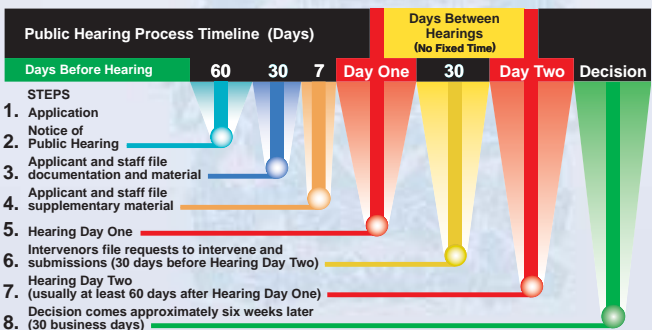 Public Hearing Process Timeline (Days)
Days Between
Hearings
(No Fixed Time)
Days Before Hearing 60 30 7 Day One 30 Day Two Decision
STEPS
1. Application
2. Notice of
Public Hearing
3. Applicant and staff file
documentation and material
4. Applicant and staff file
supplementary material
5. Hearing Day One
6. Intervenors file requests to intervene and
submissions (30 days before Hearing Day Two)
7. Hearing Day Two
(usually at least 60 days after Hearing Day One)
8. Decision comes approximately six weeks later
(30 business days)